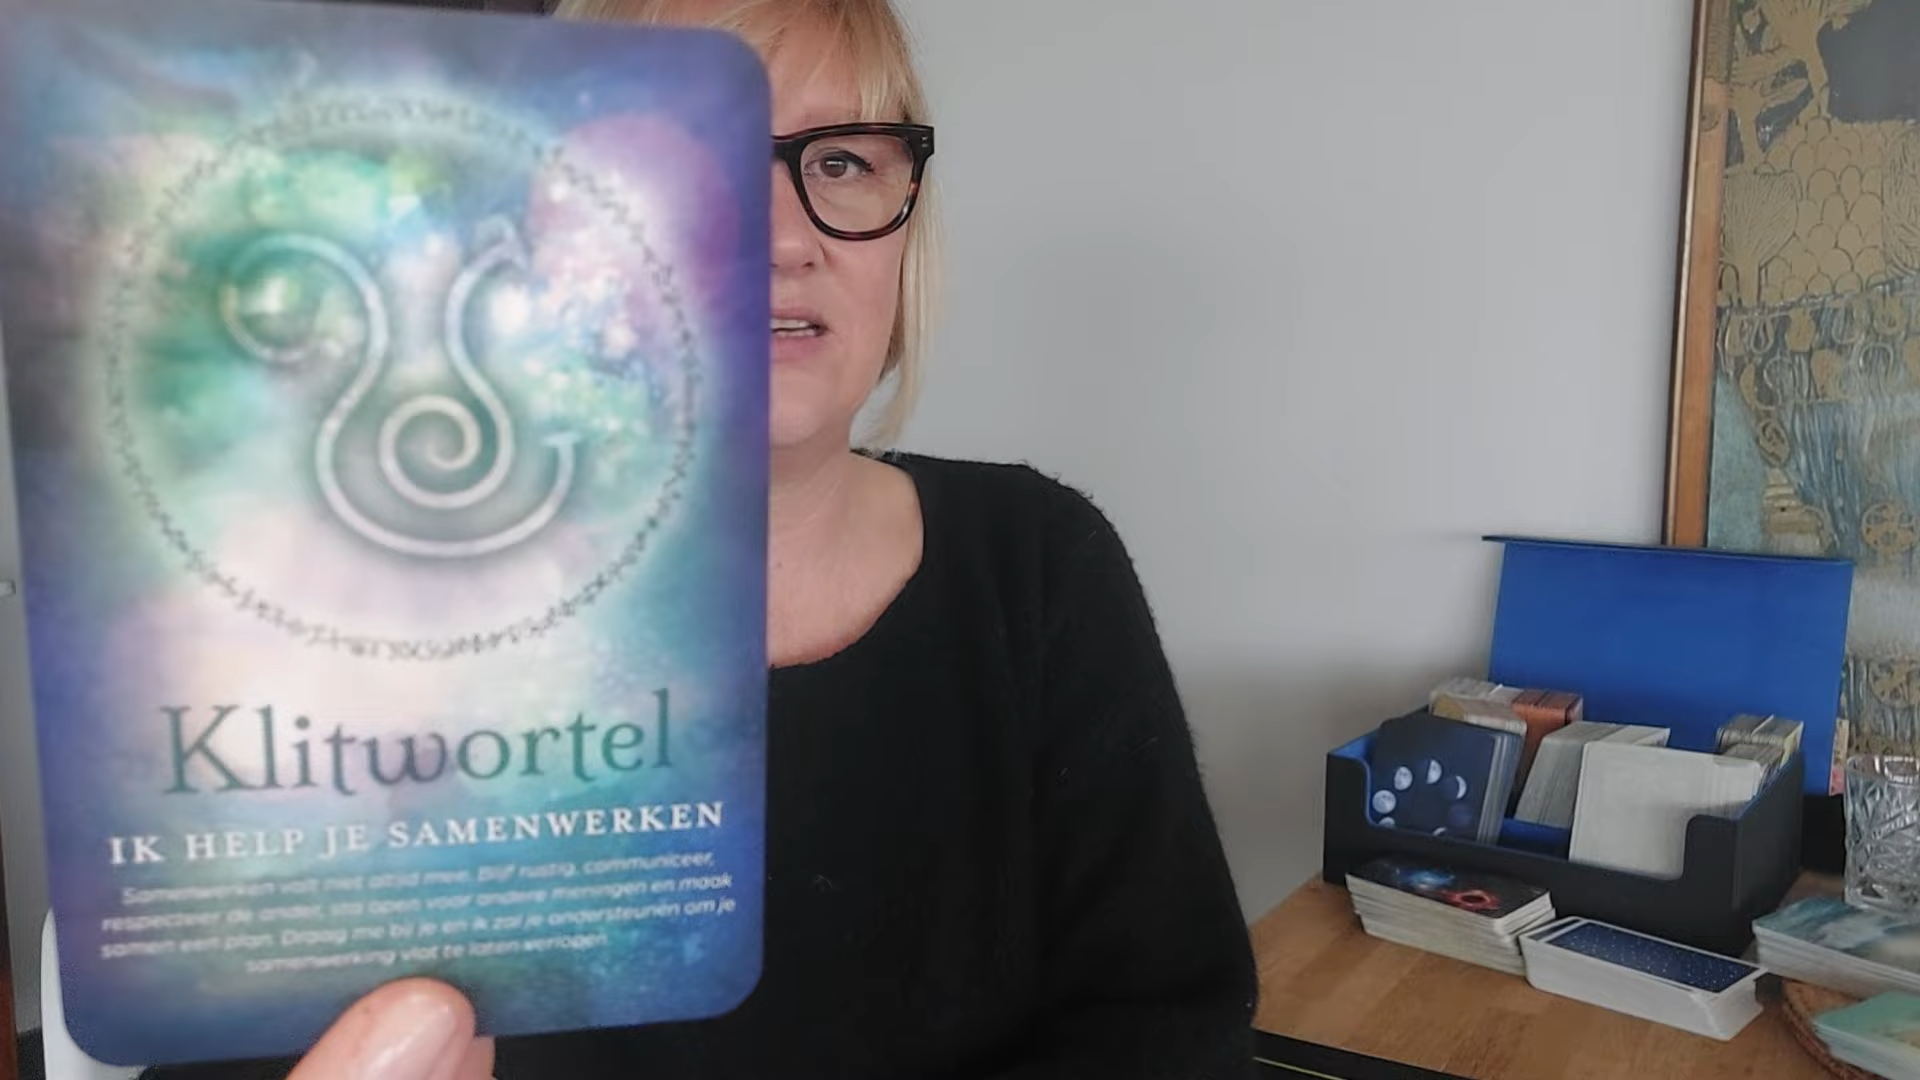 Klitwortel
IK HELP JE SAMENWERKEN
Samenwerken valt niet altijd mee. Blijf rustig, communiceer,
respecteer de ander, sta open voor andere meningen en maak
samen een plan. Draag me bij je en ik zal je ondersteunen om je
samenwerking vlot te laten verlopen.